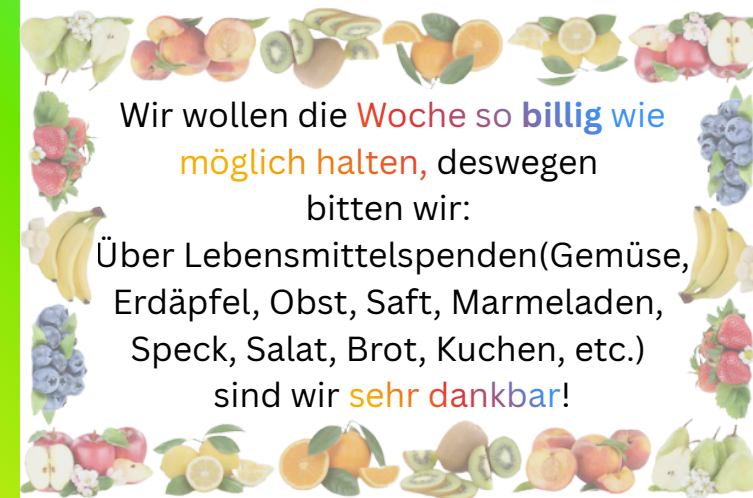 Wir wollen die Woche so billig wie
möglich halten, deswegen
bitten wir:
Über Lebensmittelspenden(Gemüse,
Erdäpfel, Obst, Saft, Marmeladen,
Speck, Salat, Brot, Kuchen, etc.)
sind wir sehr dankbar!